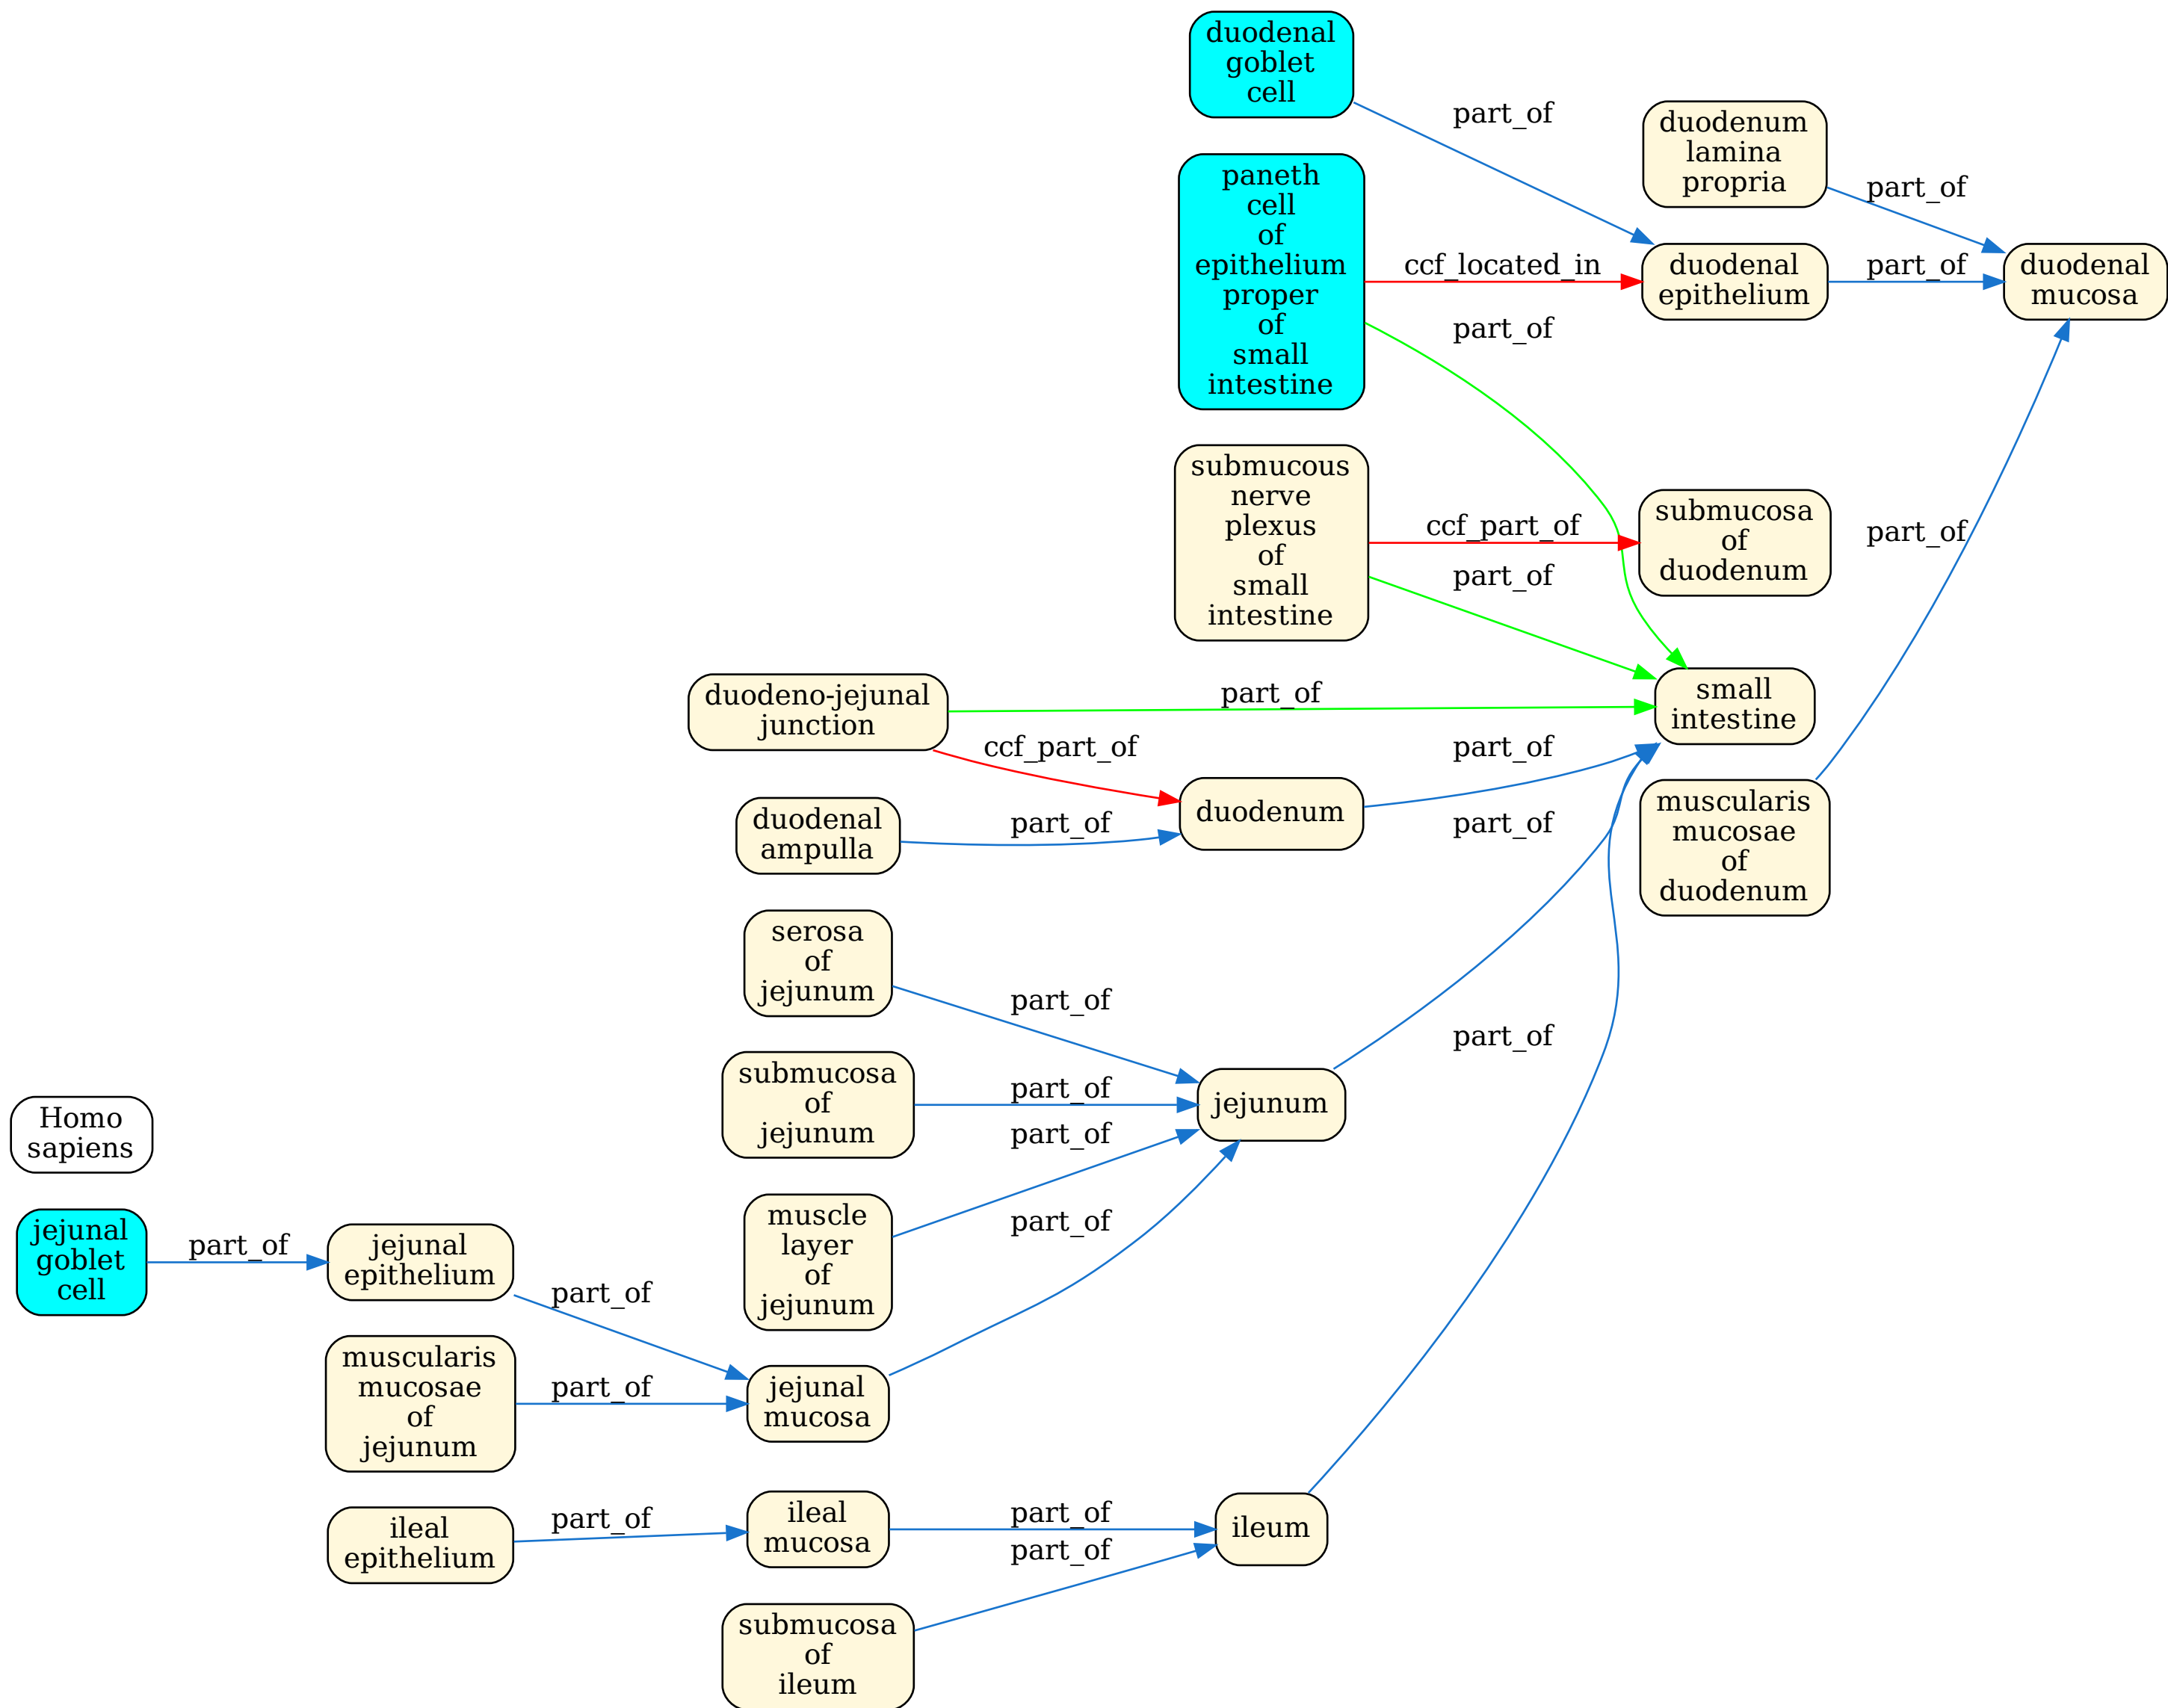 duodenal
goblet
cell
part_of
duodenum
lamina
propria
part_of
paneth
cell
of
epithelium
proper
of
small
intestine
ccf_located_in
duodenal
epithelium
part_of
duodenal
mucosa
part_of
submucous
nerve
plexus
of
small
intestine
ccf_part_of
submucosa
of
duodenum
part_of
part_of
duodeno-jejunal
junction
part_of
small
intestine
ccf_part_of
part_of
duodenal
ampulla
part_of
duodenum
part_of
muscularis
mucosae
of
duodenum
serosa
of
jejunum
part_of
part_of
submucosa
of
jejunum
part_of
jejunum
Homo
sapiens
part_of
muscle
layer
of
jejunum
part_of
jejunal
goblet
cell
part_of
jejunal
epithelium
part_of
muscularis
mucosae
of
jejunum
part_of
jejunal
mucosa
ileal
epithelium
part_of
ileal
mucosa
part_of
ileum
part_of
submucosa
of
ileum